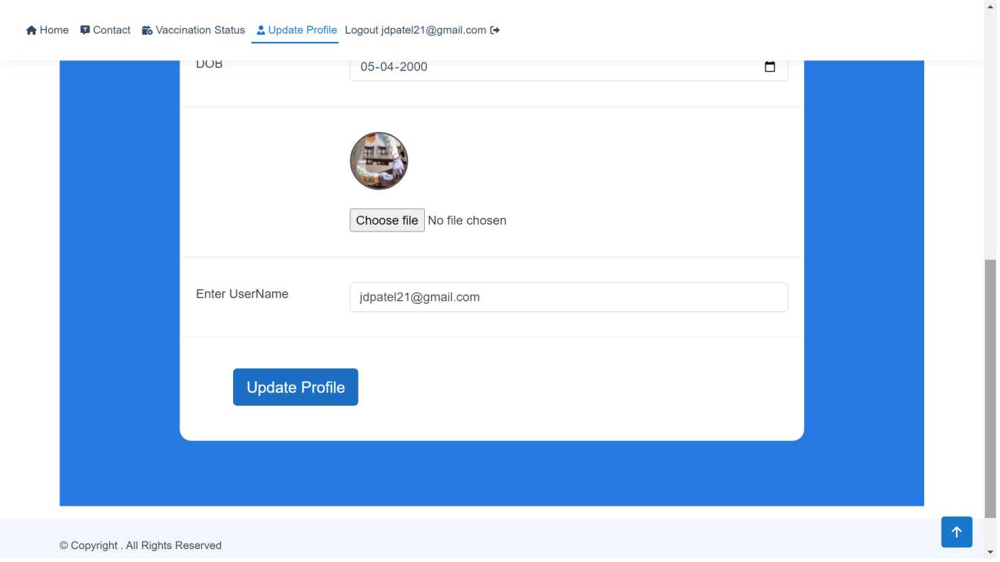 Home Contact Vaccination Status Update Profile Logout jdpatel21@gmail.com
DOB 05-04-2000
Choose file No file chosen
Enter UserName jdpatel21@gmail.com
Update Profile
© Copyright . All Rights Reserved